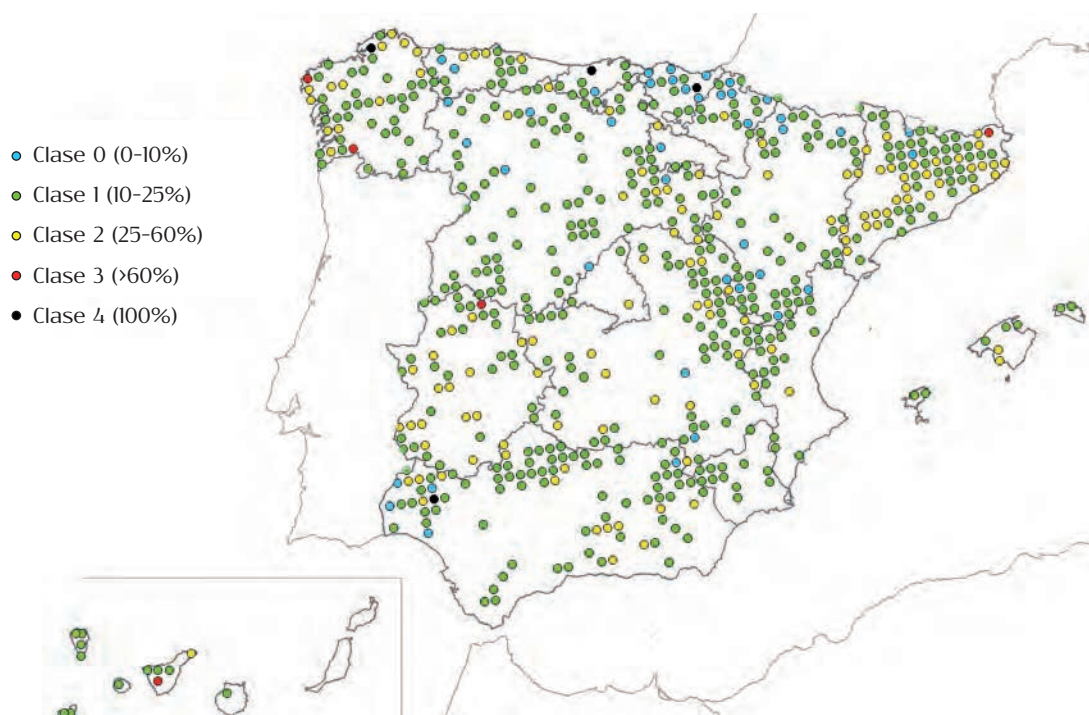 Clase 0 (0-10%)
Clase 1 (10-25%)
Clase 2 (25-60%)
Clase 3 (>60%)
Clase 4 (100%)